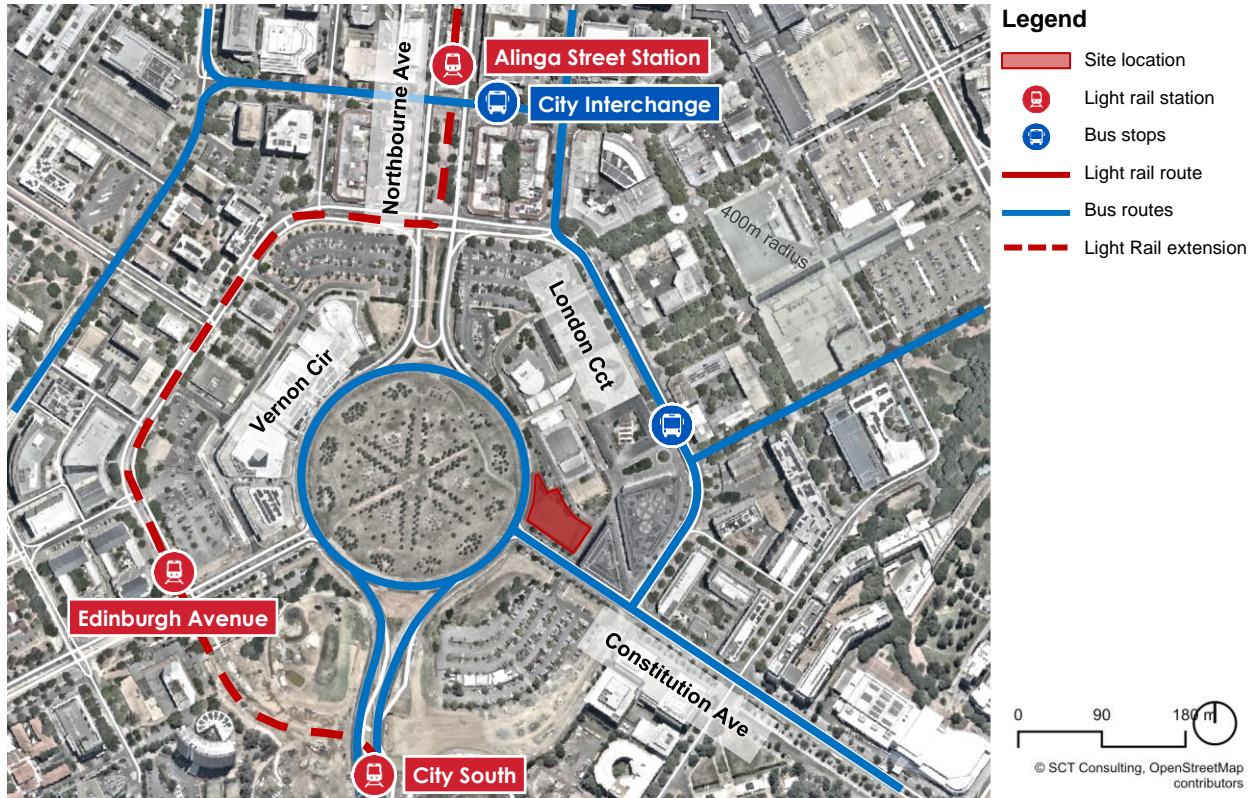 Alinga Street Station
City Interchange
Northbourne Ave
400m radius
London Cct
Vernon Cir
Edinburgh Avenue
Constitution Ave
City South
Legend
Site location
Light rail station
Bus stops
Light rail route
Bus routes
Light Rail extension
0 90 180 m
© SCT Consulting, OpenStreetMap
contributors